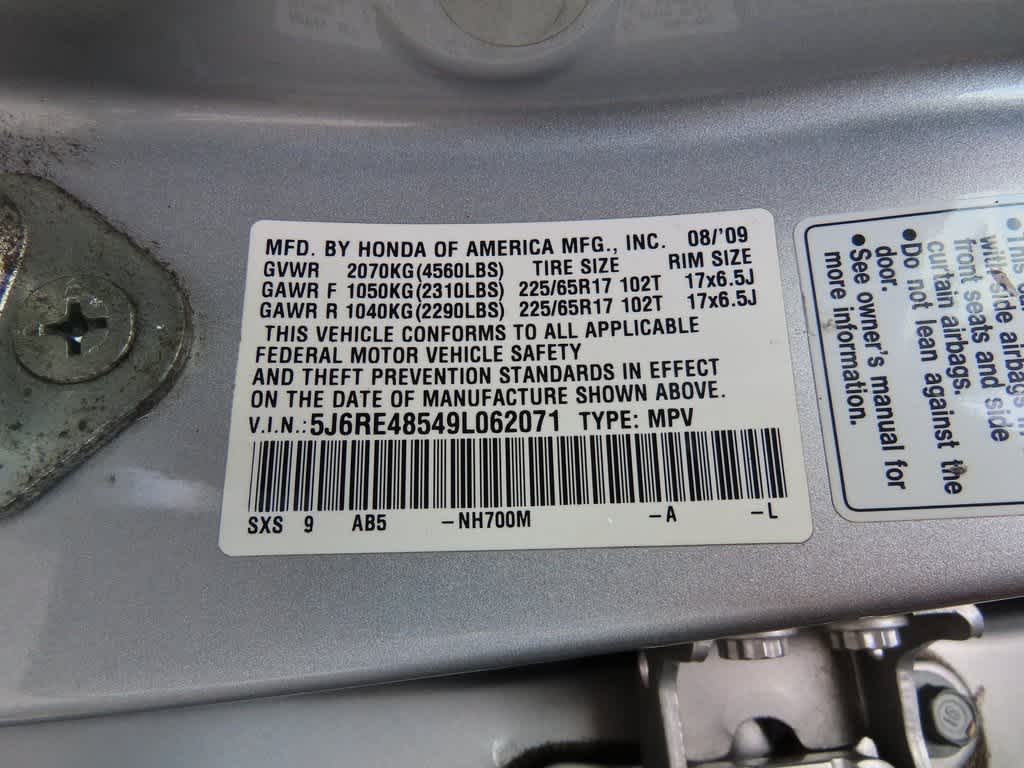 MFD. BY HONDA OF AMERICA MFG., INC. 08/'09
GVWR 2070KG(4560LBS) TIRE SIZE RIM SIZE
GAWR F 1050KG(2310LBS) 225/65R17 102T 17x6.5J
GAWR R 1040KG(2290LBS) 225/65R17 102T 17x6.5J
THIS VEHICLE CONFORMS TO ALL APPLICABLE
FEDERAL MOTOR VEHICLE SAFETY
AND THEFT PREVENTION STANDARDS IN EFFECT
ON THE DATE OF MANUFACTURE SHOWN ABOVE.
V.I.N.:5J6RE48549L062071 TYPE: MPV
SXS 9 AB5 -NH700M -A -L
•This
with side airbags in
front seats and side
curtain airbags.
•Do not lean against the
door.
•See owner's manual for
more information.